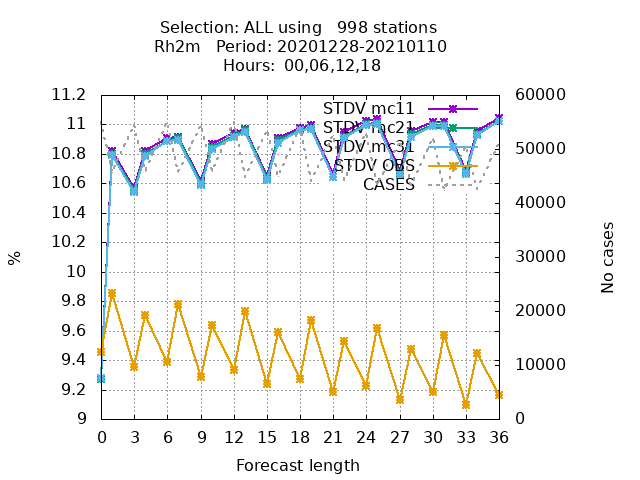 Selection: ALL using 998 stations
Rh2m Period: 20201228-20210110
Hours: 00,06,12,18
11.2 60000
STDV mc11
11
STDV mc21
10.8 50000
STDV mc31
10.6
STDV OBS
CASES
10.4 40000
10.2
10 30000
9.8
9.6 20000
9.4 10000
9.2
9 0
% No cases
0 3 6 9 12 15 18 21 24 27 30 33 36
Forecast length